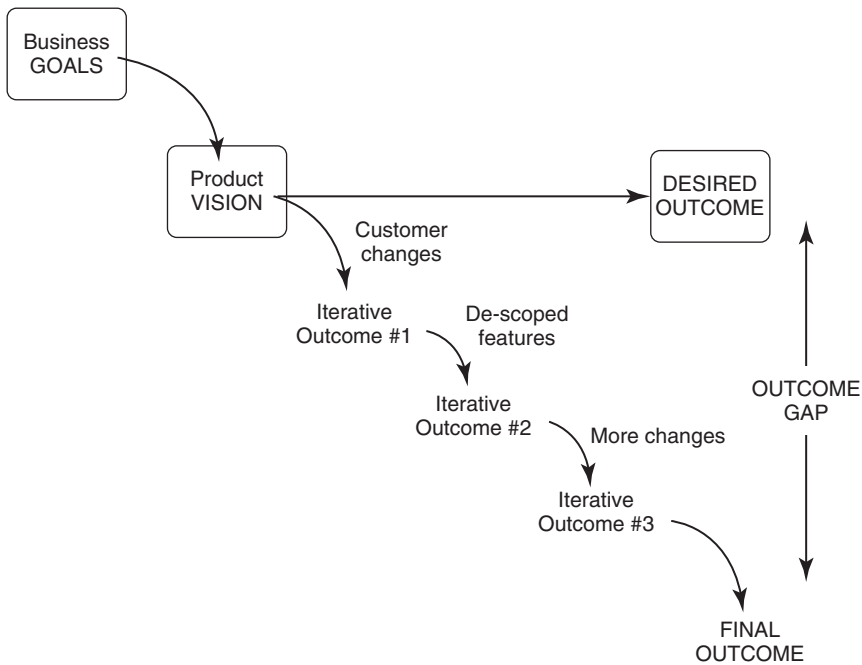 Business
GOALS
Product
VISION
DESIRED
OUTCOME
Customer
changes
Iterative
Outcome #1
De-scoped
features
Iterative
Outcome #2
More changes
Iterative
Outcome #3
OUTCOME
GAP
FINAL
OUTCOME